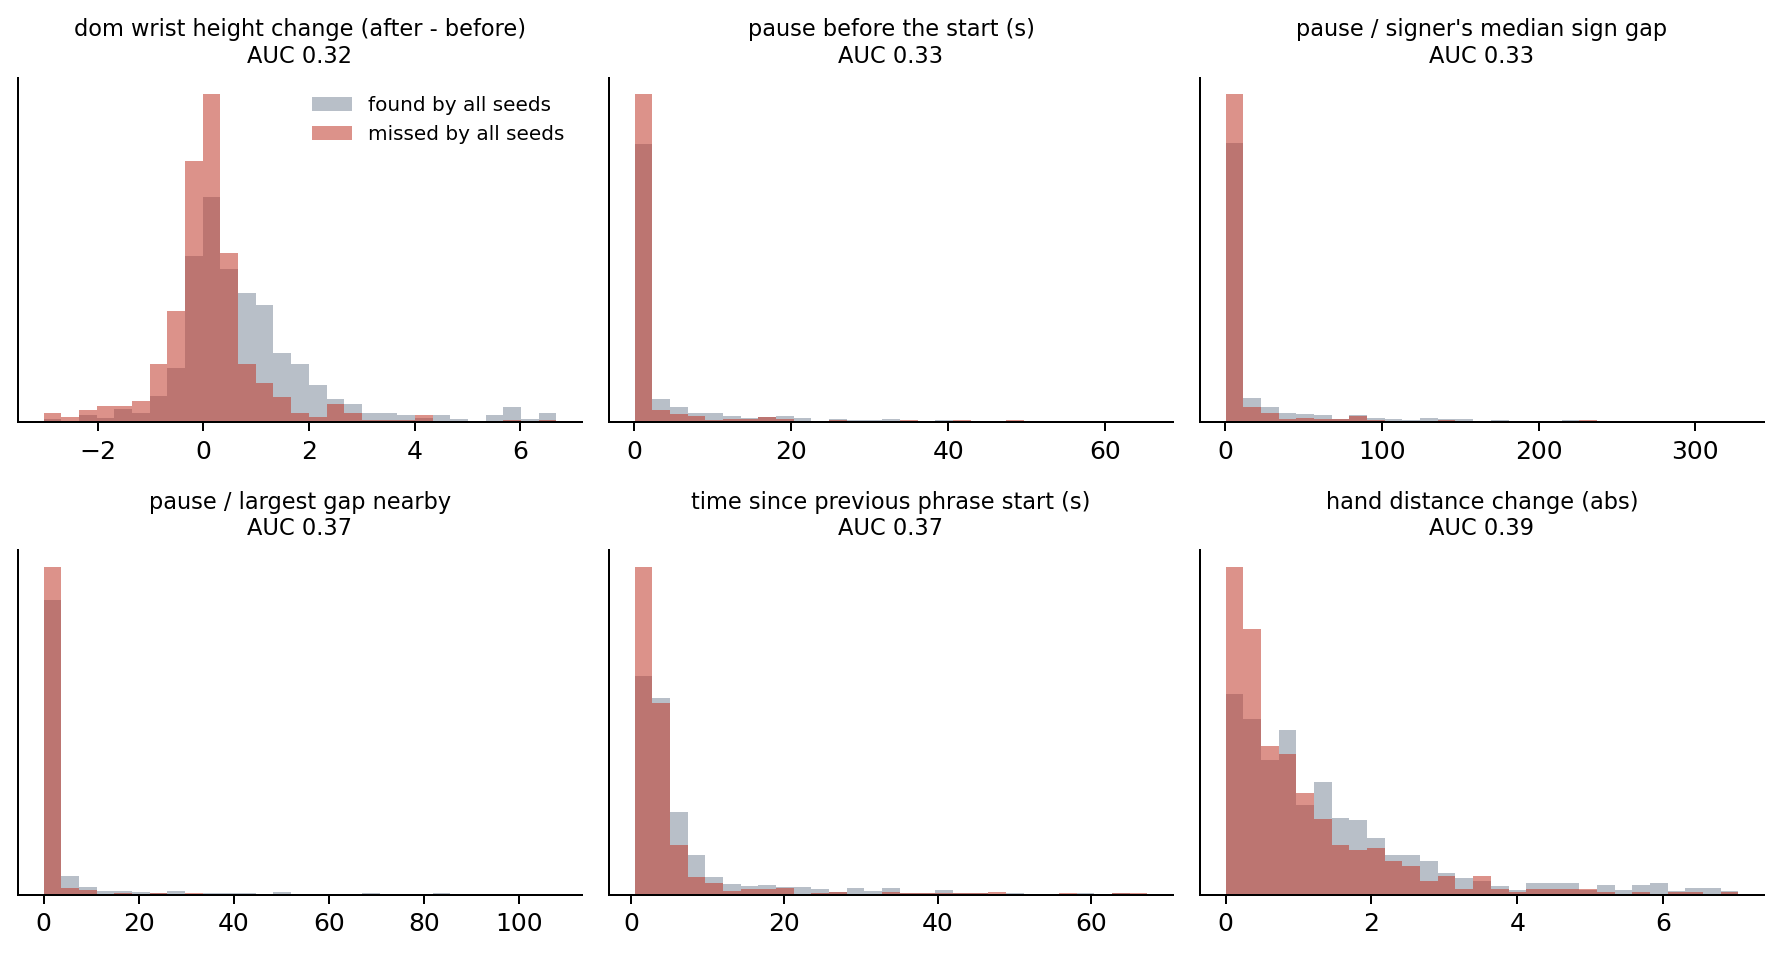 dom wrist height change (after - before)
AUC 0.32
found by all seeds
missed by all seeds
−2 0 2 4 6
pause before the start (s)
AUC 0.33
0 20 40 60
pause / signer's median sign gap
AUC 0.33
0 100 200 300
pause / largest gap nearby
AUC 0.37
0 20 40 60 80 100
time since previous phrase start (s)
AUC 0.37
0 20 40 60
hand distance change (abs)
AUC 0.39
0 2 4 6